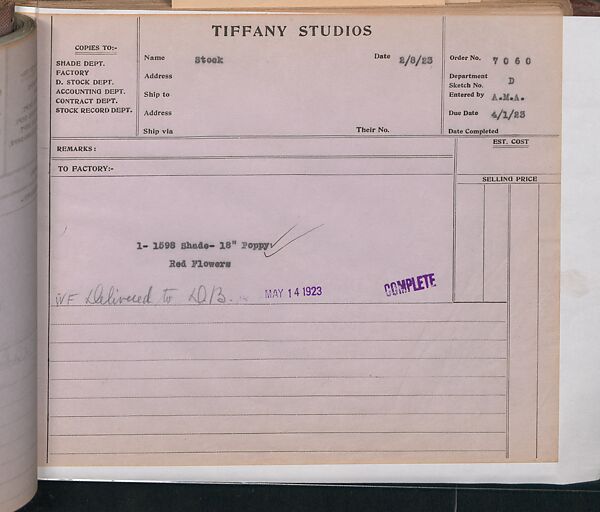 TIFFANY STUDIOS
COPIES TO:-
SHADE DEPT.
FACTORY
D. STOCK DEPT.
ACCOUNTING DEPT.
CONTRACT DEPT.
STOCK RECORD DEPT.
Name Stock Date 2/8/23
Address
Ship to
Address
Ship via Their No.
Order No. 7060
Department D
Sketch No.
Entered by A.M.A.
Due Date 4/1/23
Date Completed
REMARKS:
EST. COST
TO FACTORY:-
SELLING PRICE
1- 1598 Shade- 18" Poppy
Red Flowers
WF Delivered to D.B. MAY 14 1923 COMPLETE